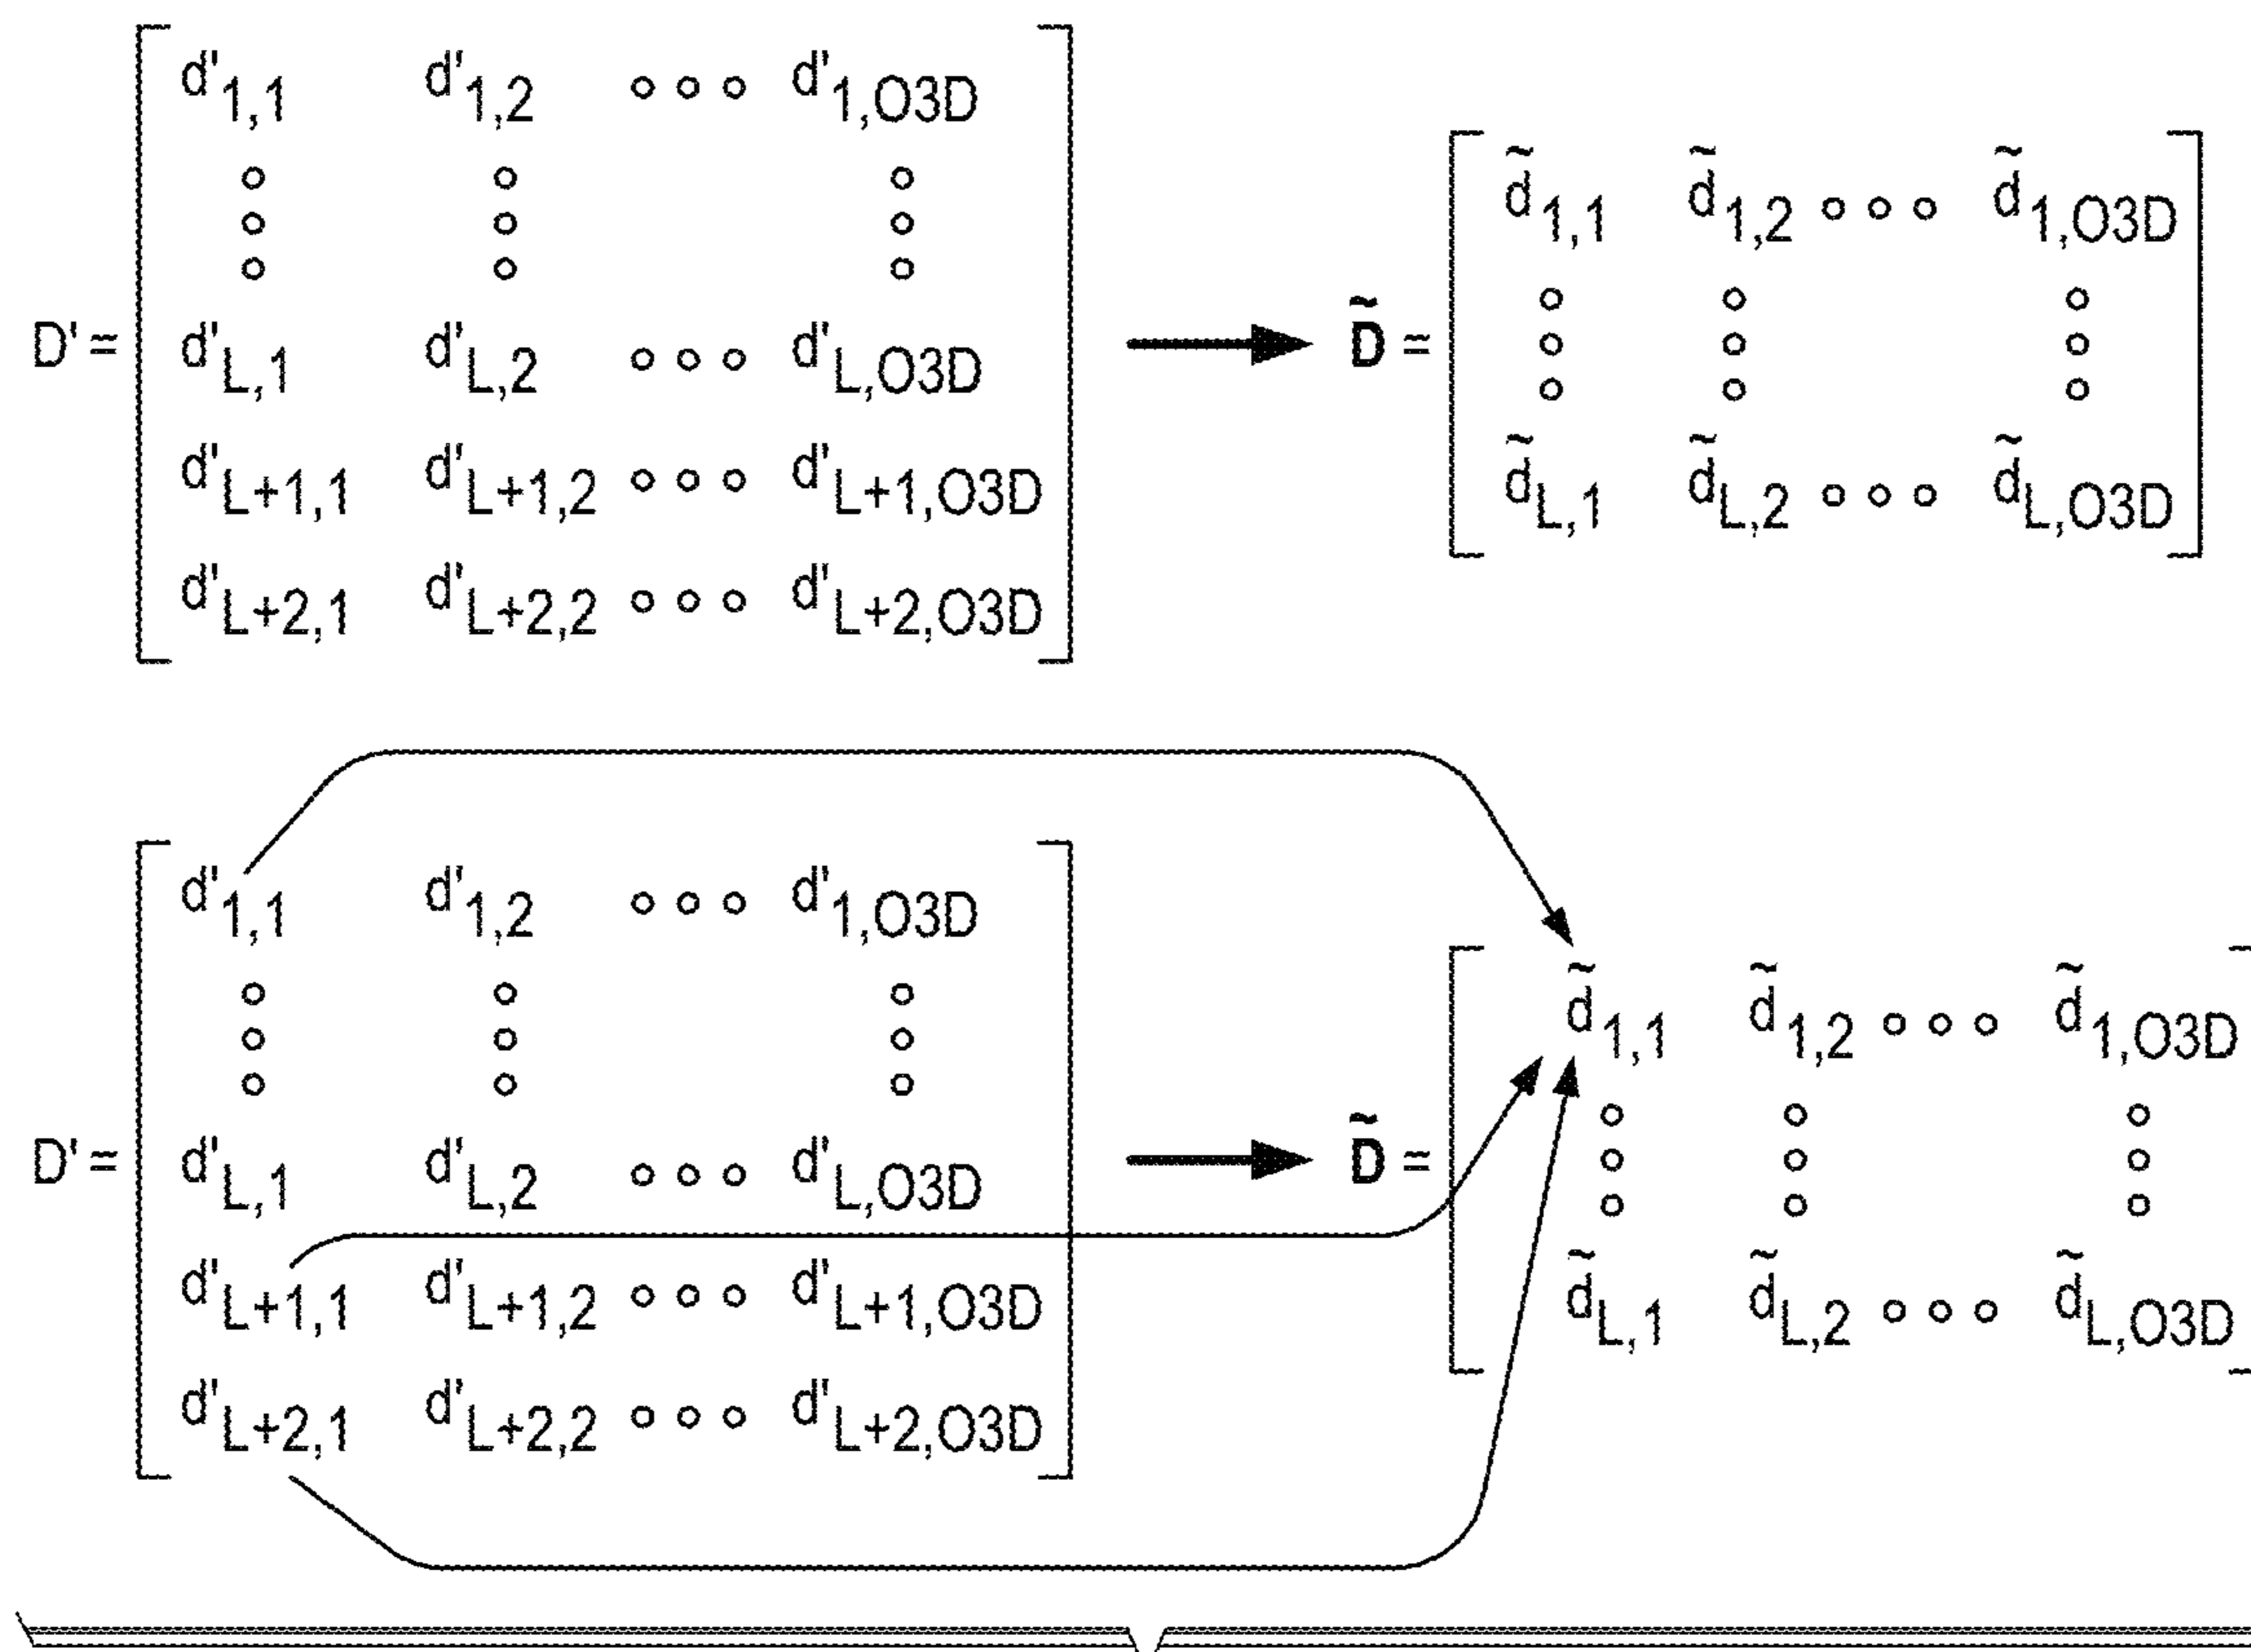 d'1,1 d'1,2 ∘∘∘ d'1,O3D
d̃1,1 d̃1,2 ∘∘∘ d̃1,O3D
D' = d'L,1 d'L,2 ∘∘∘ d'L,O3D
D̃ =
d'L+1,1 d'L+1,2 ∘∘∘ d'L+1,O3D
d̃L,1 d̃L,2 ∘∘∘ d̃L,O3D
d'L+2,1 d'L+2,2 ∘∘∘ d'L+2,O3D
d'1,1 d'1,2 ∘∘∘ d'1,O3D
d̃1,1 d̃1,2 ∘∘∘ d̃1,O3D
D' = d'L,1 d'L,2 ∘∘∘ d'L,O3D
D̃ =
d'L+1,1 d'L+1,2 ∘∘∘ d'L+1,O3D
d̃L,1 d̃L,2 ∘∘∘ d̃L,O3D
d'L+2,1 d'L+2,2 ∘∘∘ d'L+2,O3D